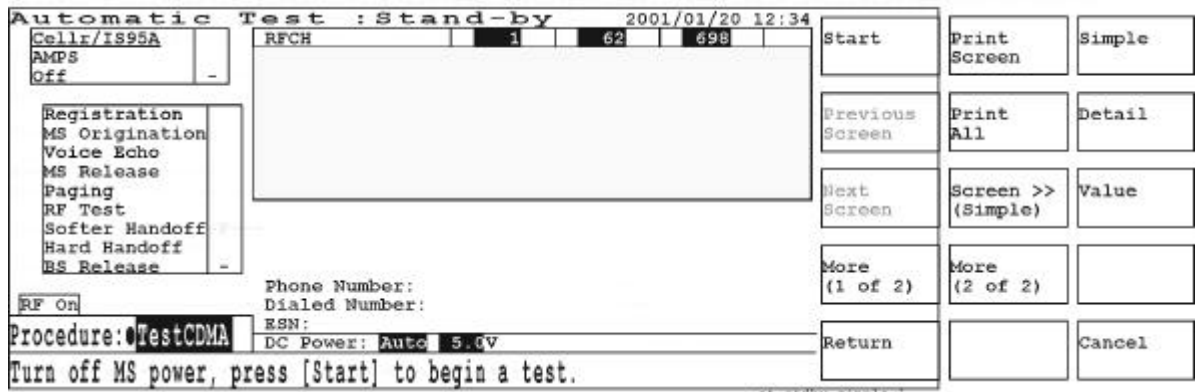 Automatic Test :Stand-by 2001/01/20 12:34
Cellr/IS95A
AMPS
Off -
RFCH 1 62 698
Registration
MS Origination
Voice Echo
MS Release
Paging
RF Test
Softer Handoff
Hard Handoff
BS Release -
RF On
Phone Number:
Dialed Number:
ESN:
Procedure:●TestCDMA
DC Power: Auto 5.0V
Turn off MS power, press [Start] to begin a test.
Start
Previous
Screen
Next
Screen
More
(1 of 2)
Return
Print
Screen
Print
All
Screen >>
(Simple)
More
(2 of 2)
Simple
Detail
Value
Cancel